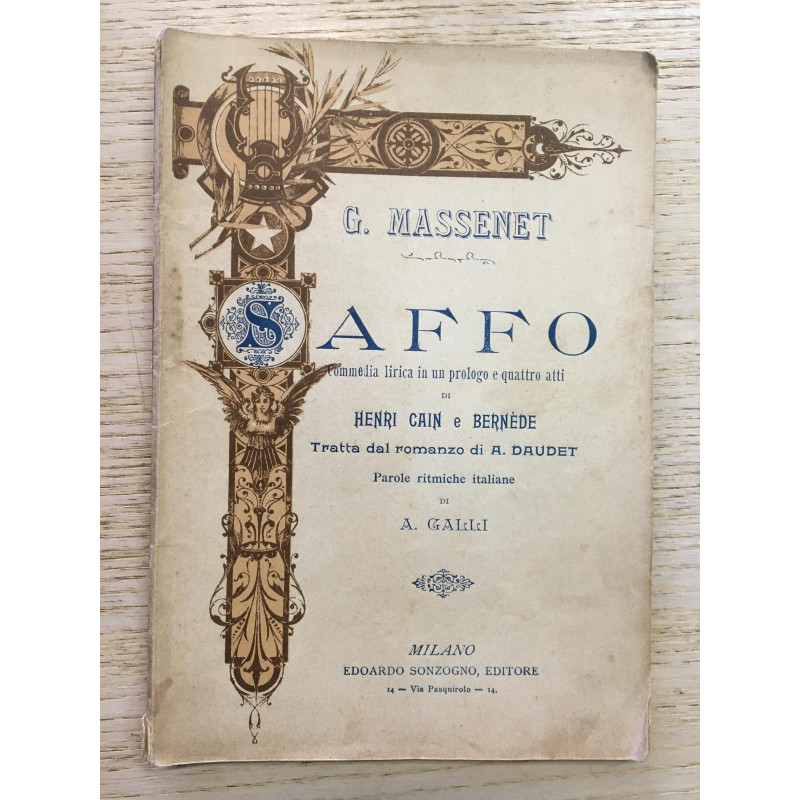 G. MASSENET
SAFFO
Commedia lirica in un prologo e quattro atti
DI
HENRI CAIN e BERNÈDE
Tratta dal romanzo di A. DAUDET
Parole ritmiche italiane
DI
A. GALLI
MILANO
EDOARDO SONZOGNO, EDITORE
14 — Via Pasquirolo — 14.